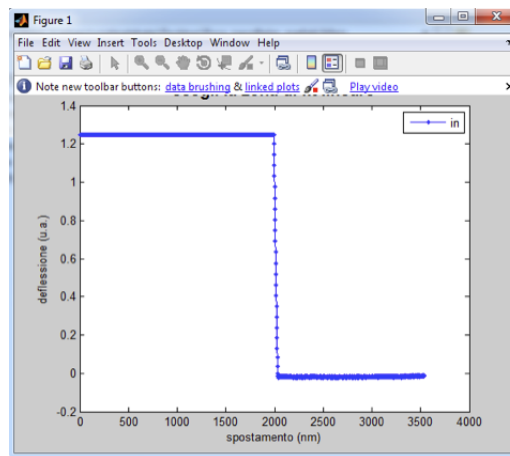 Figure 1
File Edit View Insert Tools Desktop Window Help
Note new toolbar buttons: data brushing & linked plots Play video
in
1.4
1.2
1
0.8
0.6
0.4
0.2
0
-0.2
deflessione (u.a.)
0 500 1000 1500 2000 2500 3000 3500 4000
spostamento (nm)